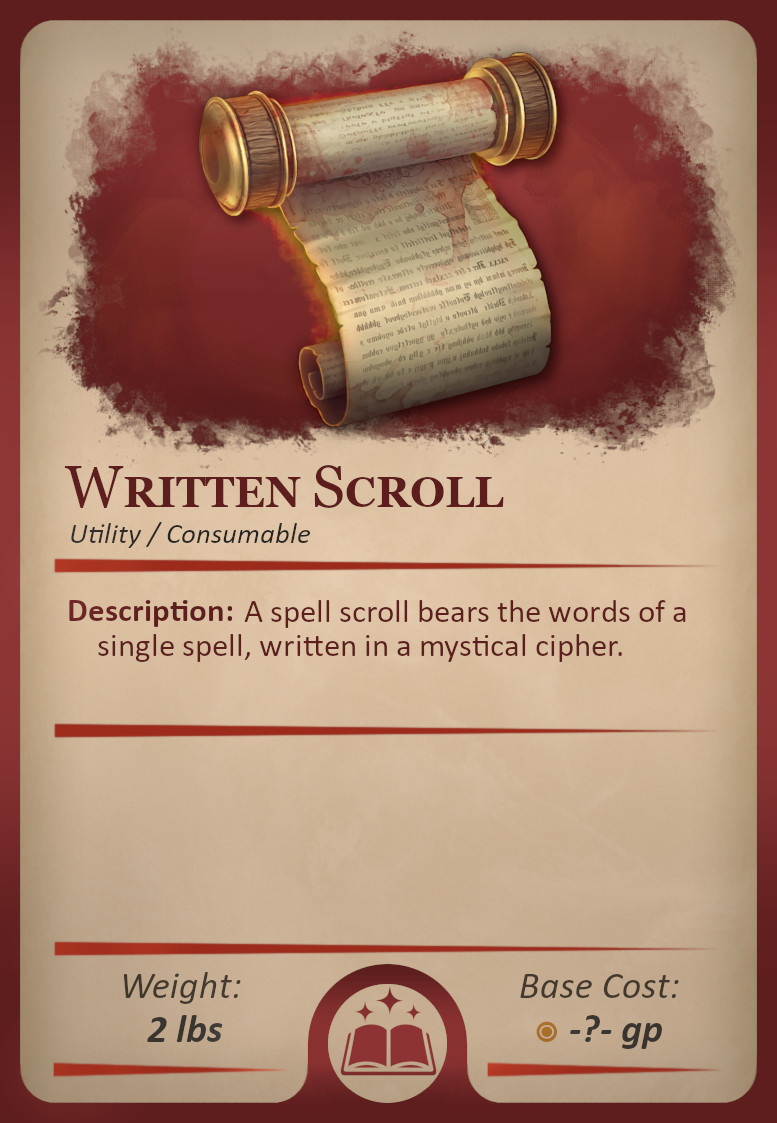 Written Scroll
Utility / Consumable
Description: A spell scroll bears the words of a
single spell, written in a mystical cipher.
Weight:
2 lbs
Base Cost:
-?- gp